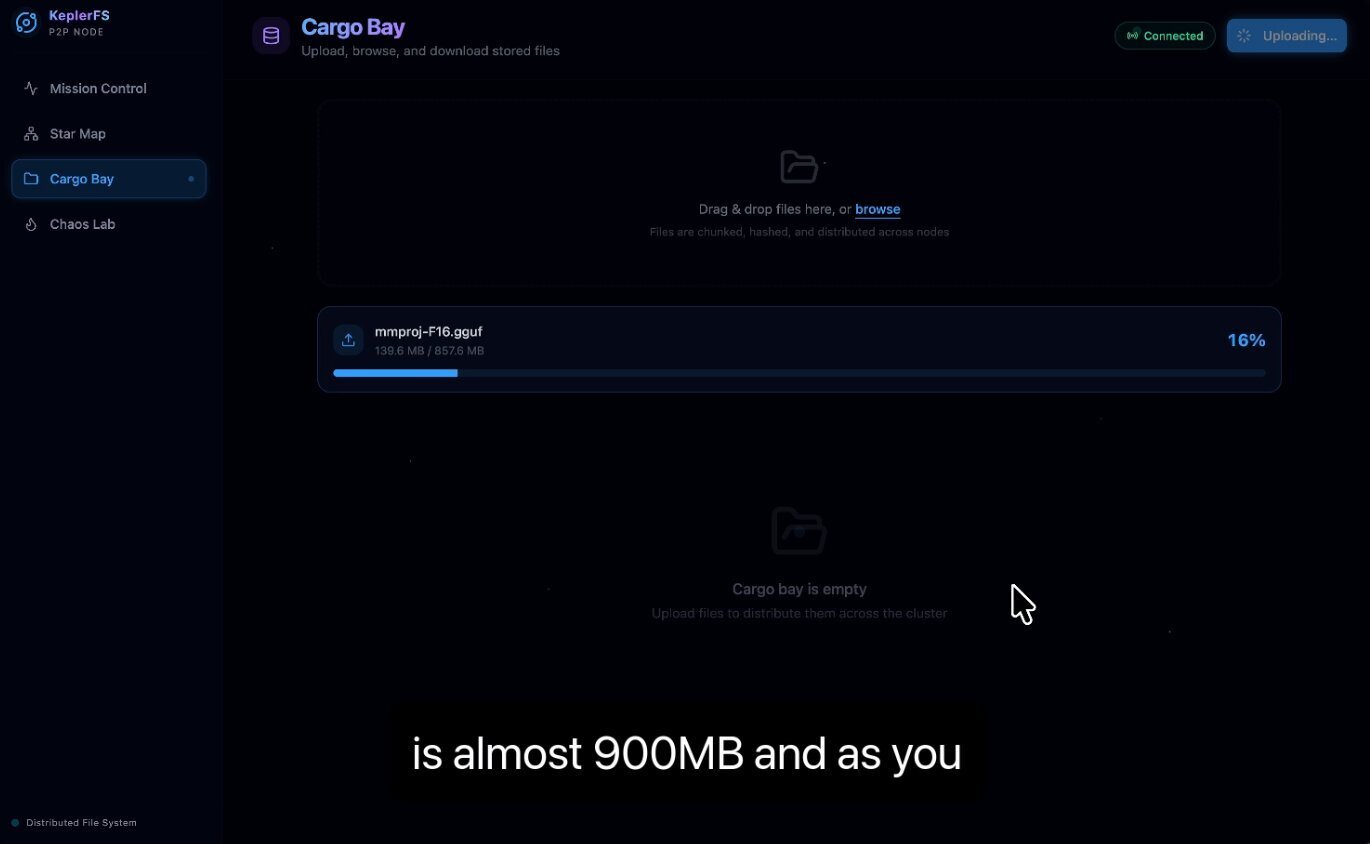 KeplerFS
P2P NODE
Mission Control
Star Map
Cargo Bay
Chaos Lab
Distributed File System
Cargo Bay
Upload, browse, and download stored files
Connected
Uploading...
Drag & drop files here, or browse
Files are chunked, hashed, and distributed across nodes
mmproj-F16.gguf
139.6 MB / 857.6 MB
16%
Cargo bay is empty
Upload files to distribute them across the cluster
is almost 900MB and as you